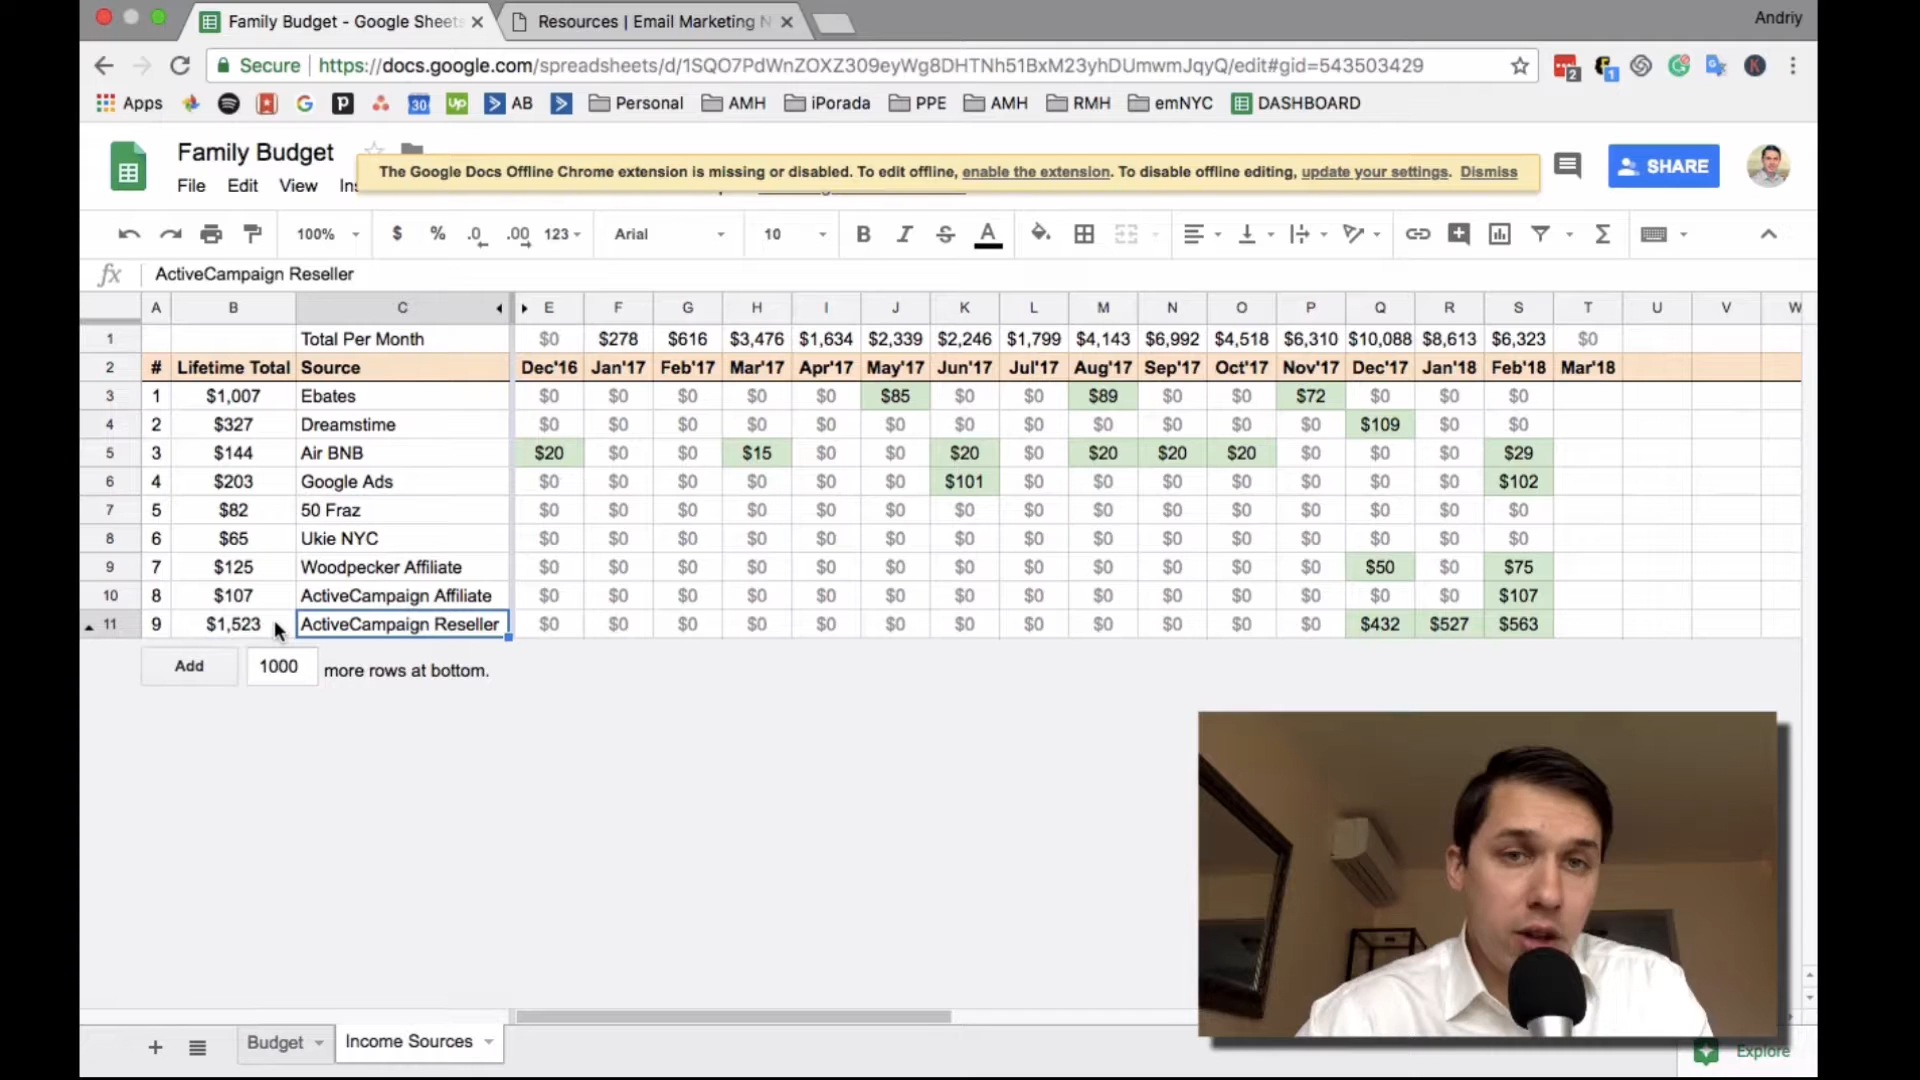 Family Budget - Google Sheets
Resources | Email Marketing N
Andriy
Secure | https://docs.google.com/spreadsheets/d/1SQO7PdWnZOXZ309eyWg8DHTNh51BxM23yhDUmwmJqyQ/edit#gid=543503429
Apps 30 Up AB Personal AMH iPorada PPE AMH RMH emNYC DASHBOARD
Family Budget
The Google Docs Offline Chrome extension is missing or disabled. To edit offline, enable the extension. To disable offline editing, update your settings. Dismiss
SHARE
File Edit View
100% $ % .0 .00 123 Arial 10 B I S A
fx ActiveCampaign Reseller
A B C E F G H I J K L M N O P Q R S T U V W
1 Total Per Month $0 $278 $616 $3,476 $1,634 $2,339 $2,246 $1,799 $4,143 $6,992 $4,518 $6,310 $10,088 $8,613 $6,323 $0
2 # Lifetime Total Source Dec'16 Jan'17 Feb'17 Mar'17 Apr'17 May'17 Jun'17 Jul'17 Aug'17 Sep'17 Oct'17 Nov'17 Dec'17 Jan'18 Feb'18 Mar'18
3 1 $1,007 Ebates $0 $0 $0 $0 $0 $85 $0 $0 $89 $0 $0 $72 $0 $0 $0
4 2 $327 Dreamstime $0 $0 $0 $0 $0 $0 $0 $0 $0 $0 $0 $0 $109 $0 $0
5 3 $144 Air BNB $20 $0 $0 $15 $0 $0 $20 $0 $20 $20 $20 $0 $0 $0 $29
6 4 $203 Google Ads $0 $0 $0 $0 $0 $0 $101 $0 $0 $0 $0 $0 $0 $0 $102
7 5 $82 50 Fraz $0 $0 $0 $0 $0 $0 $0 $0 $0 $0 $0 $0 $0 $0 $0
8 6 $65 Ukie NYC $0 $0 $0 $0 $0 $0 $0 $0 $0 $0 $0 $0 $0 $0 $0
9 7 $125 Woodpecker Affiliate $0 $0 $0 $0 $0 $0 $0 $0 $0 $0 $0 $0 $50 $0 $75
10 8 $107 ActiveCampaign Affiliate $0 $0 $0 $0 $0 $0 $0 $0 $0 $0 $0 $0 $0 $0 $107
11 9 $1,523 ActiveCampaign Reseller $0 $0 $0 $0 $0 $0 $0 $0 $0 $0 $0 $0 $432 $527 $563
Add 1000 more rows at bottom.
Budget Income Sources
Explore